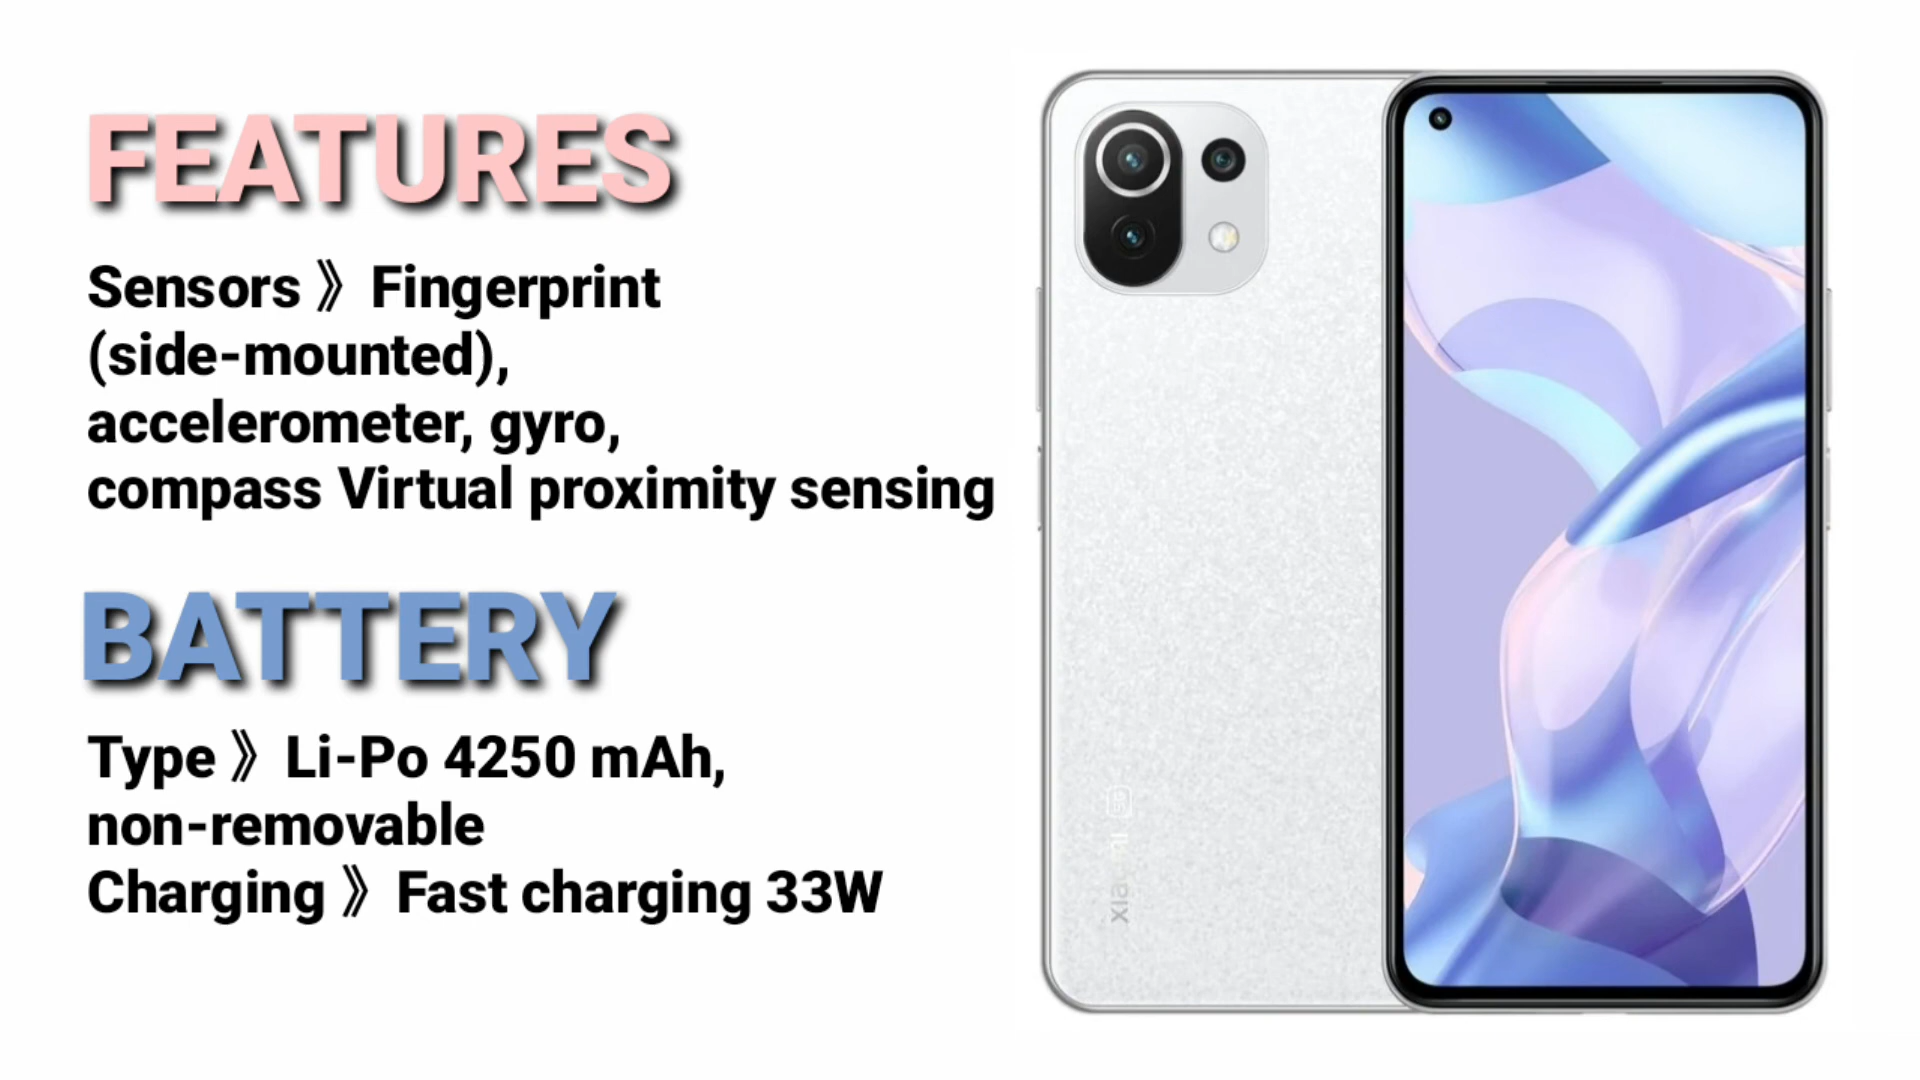 FEATURES
Sensors 》Fingerprint
(side-mounted),
accelerometer, gyro,
compass Virtual proximity sensing
BATTERY
Type 》Li-Po 4250 mAh,
non-removable
Charging 》Fast charging 33W